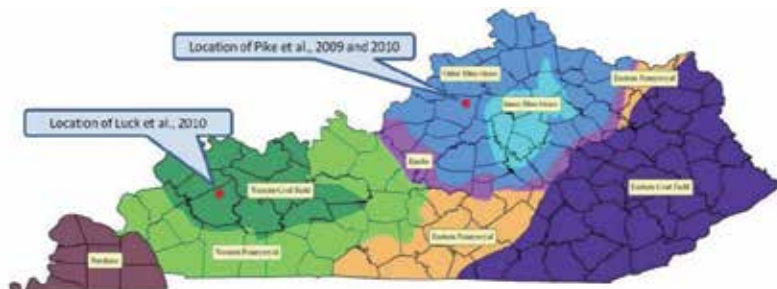 Location of Pike et al., 2009 and 2010
Outer Blue Grass
Eastern Pennyroyal
Location of Luck et al., 2010
Inner Blue Grass
Knobs
Western Coal Field
Eastern Coal Field
Eastern Pennyroyal
Western Pennyroyal
Purchase